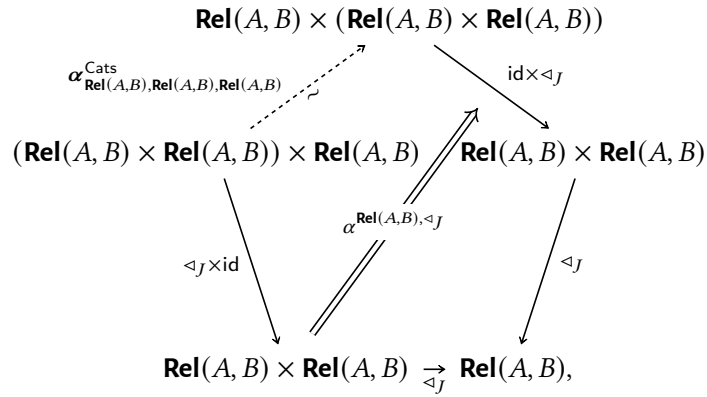 Rel(A, B) × (Rel(A, B) × Rel(A, B))
α^Cats_Rel(A,B),Rel(A,B),Rel(A,B)
∼
id×◁_J
(Rel(A, B) × Rel(A, B)) × Rel(A, B)
Rel(A, B) × Rel(A, B)
α^Rel(A,B),◁_J
◁_J×id
◁_J
Rel(A, B) × Rel(A, B)
→
◁_J
Rel(A, B),